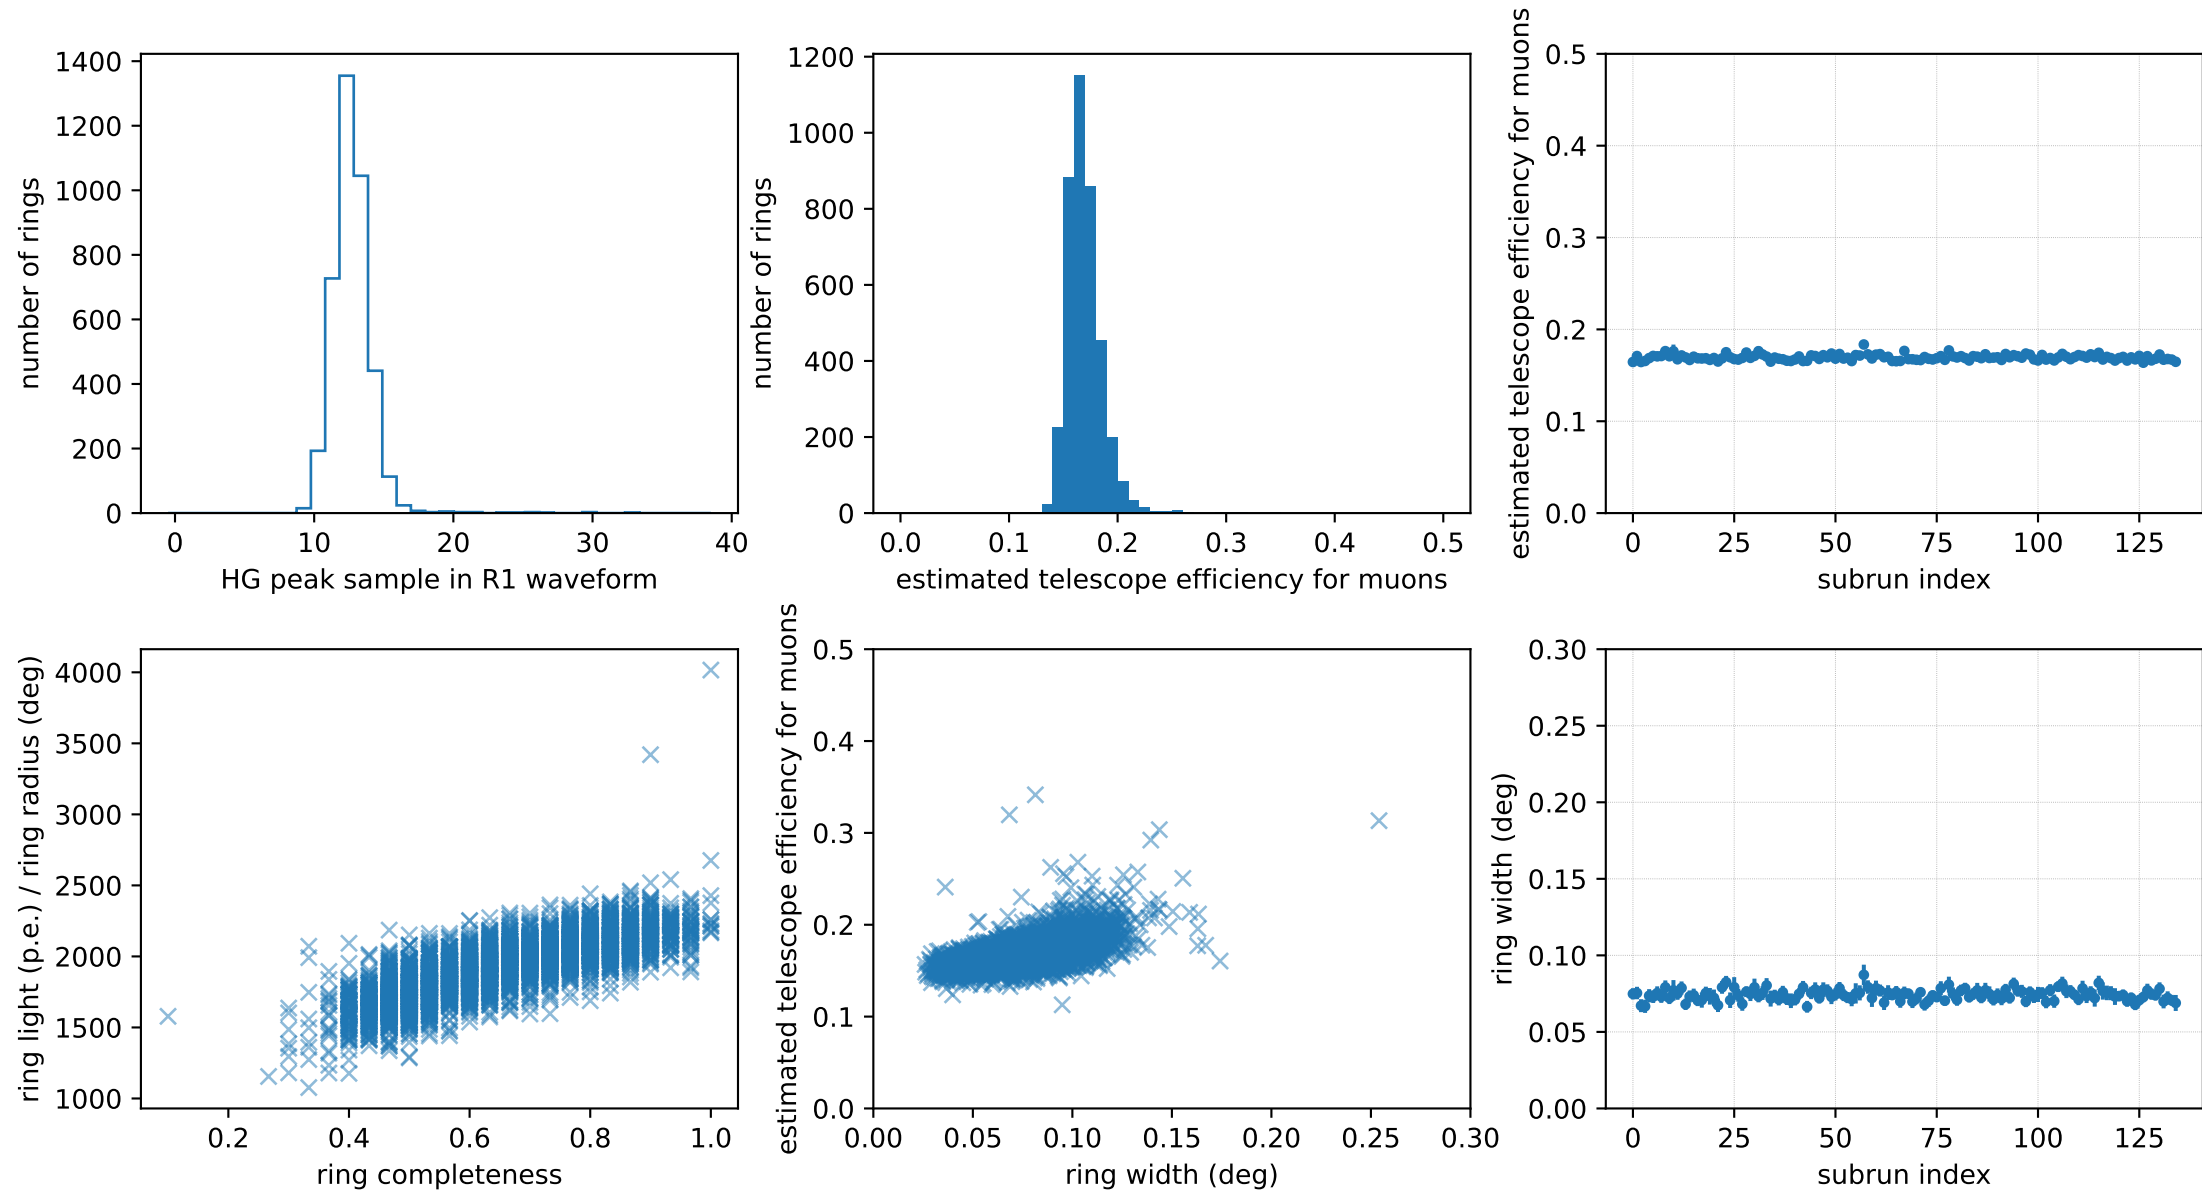 number of rings
1400
1200
1000
800
600
400
200
0
0 10 20 30 40
HG peak sample in R1 waveform
number of rings
1200
1000
800
600
400
200
0
0.0 0.1 0.2 0.3 0.4 0.5
estimated telescope efficiency for muons
estimated telescope efficiency for muons
0.5
0.4
0.3
0.2
0.1
0.0
0 25 50 75 100 125
subrun index
ring light (p.e.) / ring radius (deg)
4000
3500
3000
2500
2000
1500
1000
0.2 0.4 0.6 0.8 1.0
ring completeness
estimated telescope efficiency for muons
0.5
0.4
0.3
0.2
0.1
0.0
0.00 0.05 0.10 0.15 0.20 0.25 0.30
ring width (deg)
ring width (deg)
0.30
0.25
0.20
0.15
0.10
0.05
0.00
0 25 50 75 100 125
subrun index